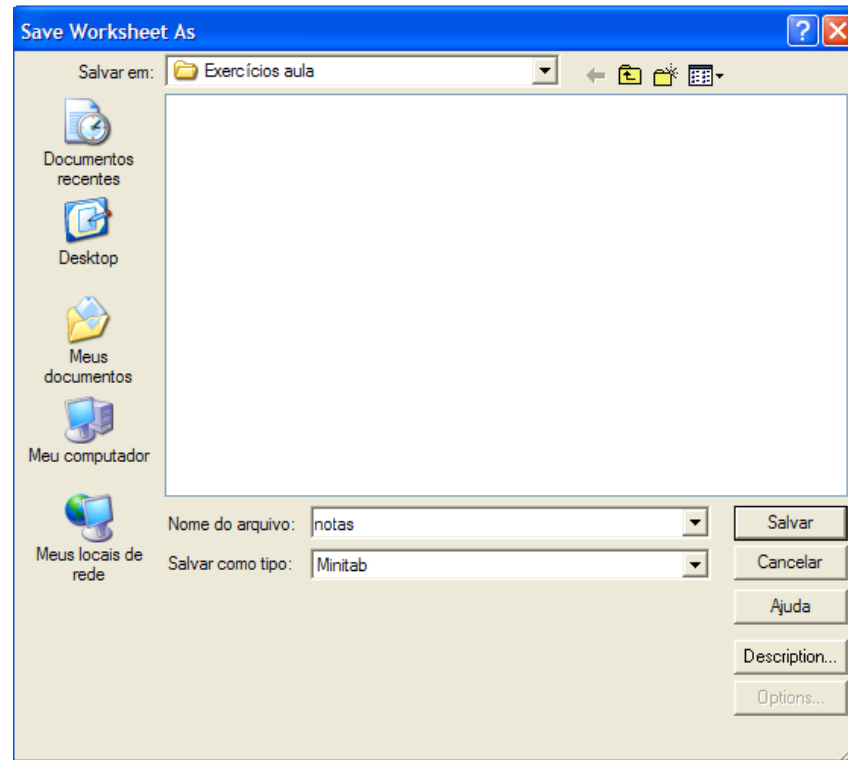 Save Worksheet As
Salvar em:
Exercícios aula
Documentos
recentes
Desktop
Meus
documentos
Meu computador
Meus locais de
rede
Nome do arquivo:
notas
Salvar
Salvar como tipo:
Minitab
Cancelar
Ajuda
Description...
Options...